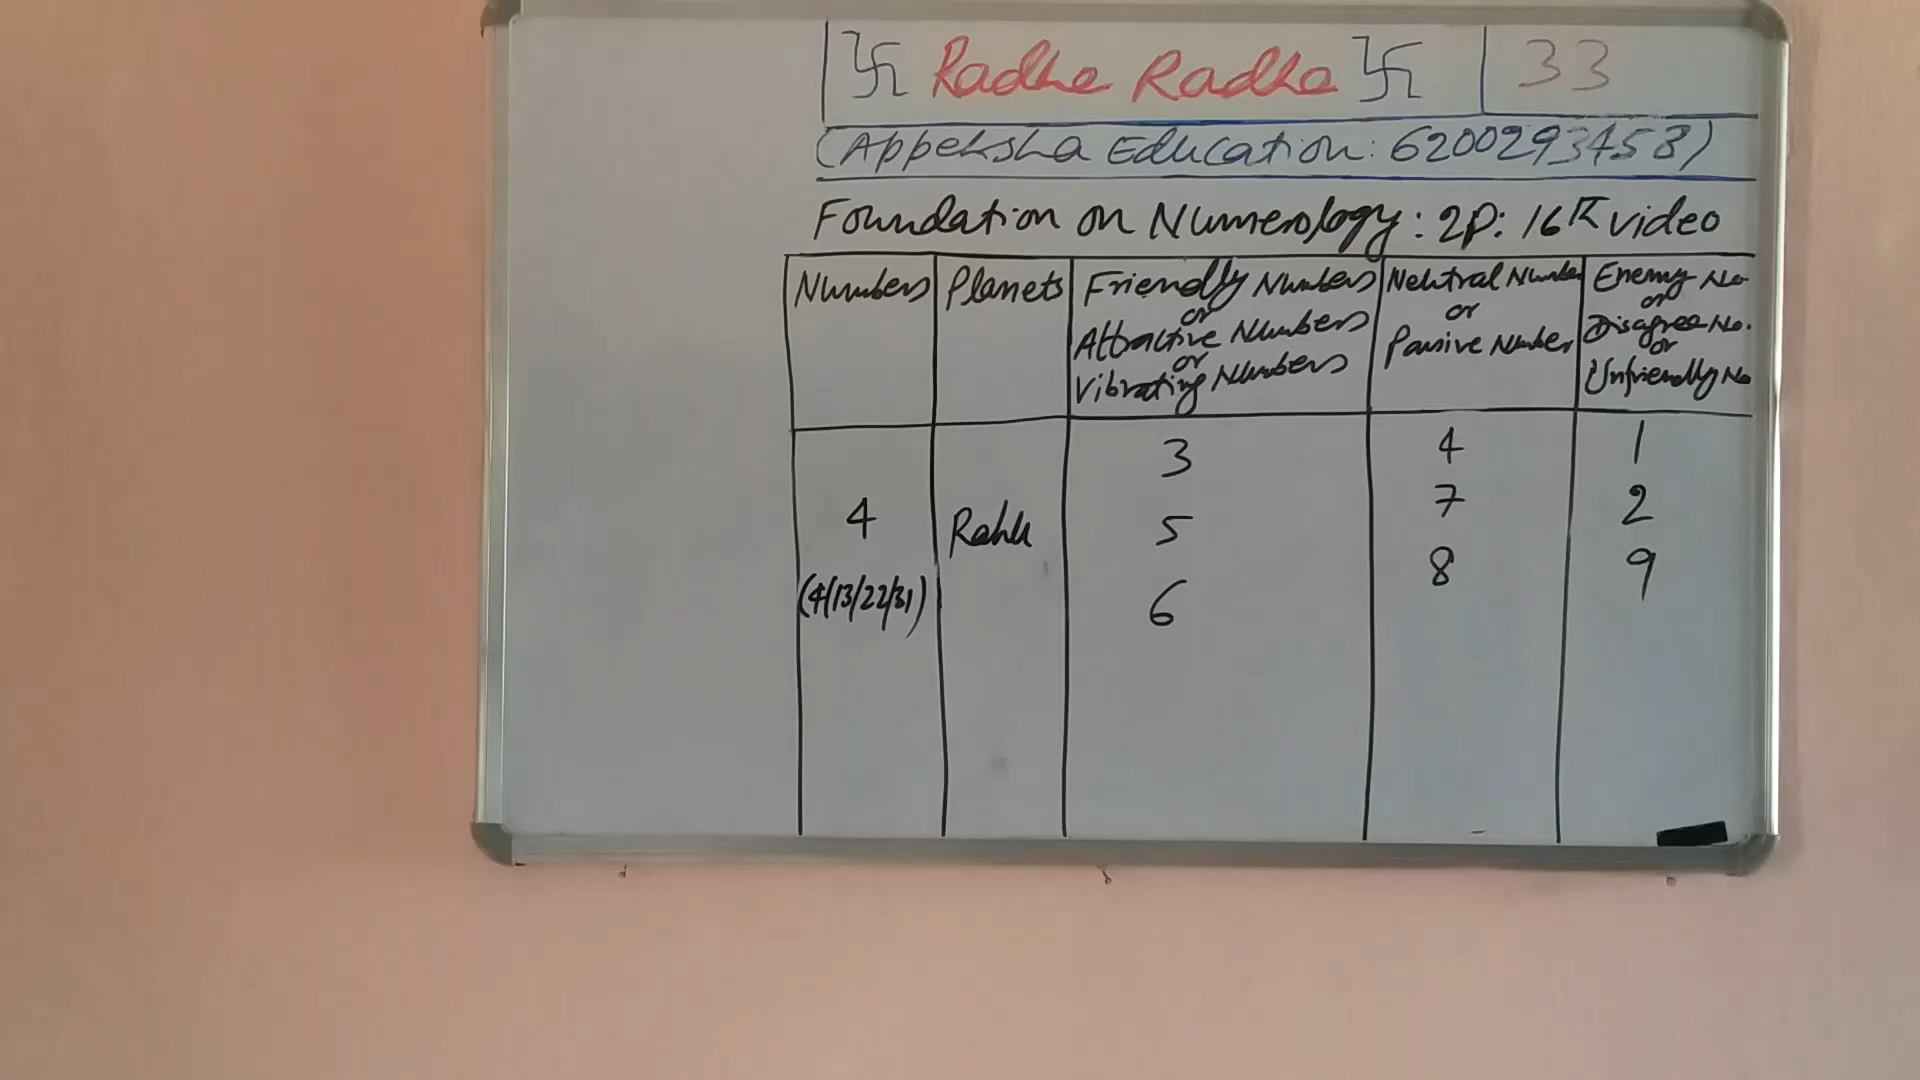 卐 Radhe Radha 卐 33
(Appeksha Education: 6200293458)
Foundation on Numerology: 2P: 16K video
Numbers Planets Friendly Numbers or Attractive Numbers or Vibrating Numbers Neutral Number or Passive Number Enemy No. or Disagree No. or Unfriendly No
3 4 1
4 Rahu 5 7 2
(4/13/22/31) 6 8 9